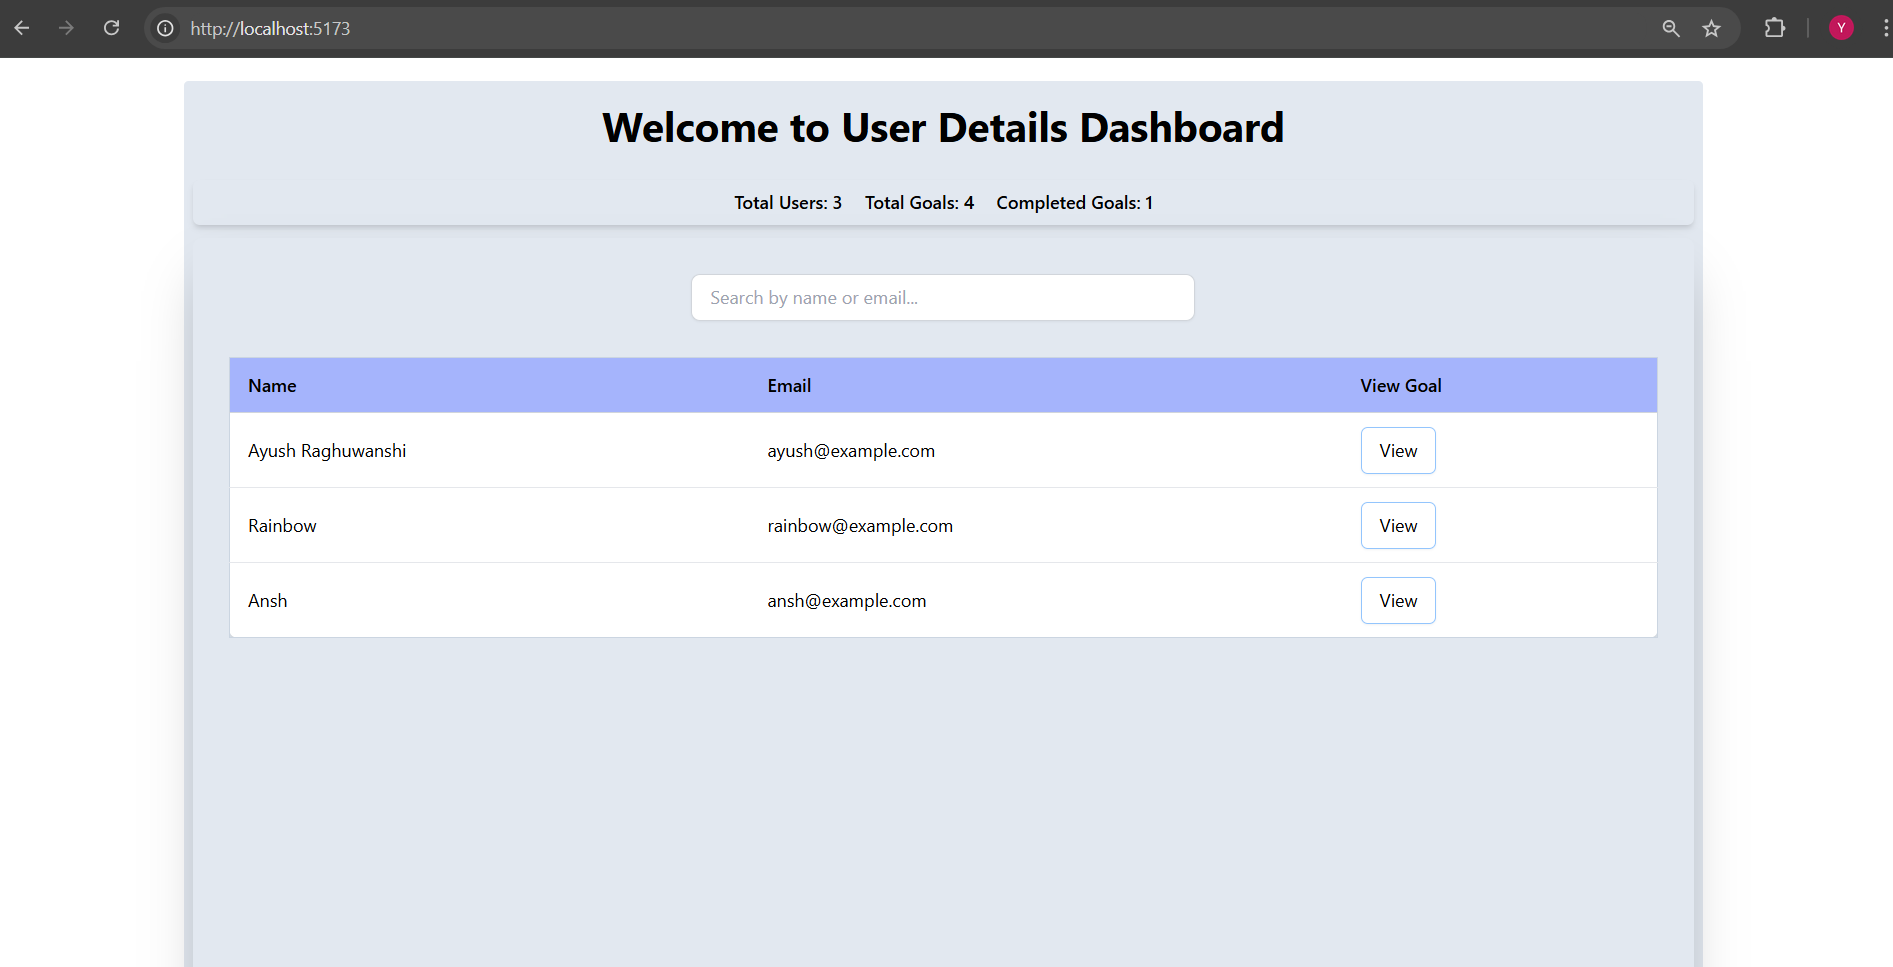 http://localhost:5173
Y
Welcome to User Details Dashboard
Total Users: 3 Total Goals: 4 Completed Goals: 1
Search by name or email...
Name Email View Goal
Ayush Raghuwanshi ayush@example.com View
Rainbow rainbow@example.com View
Ansh ansh@example.com View